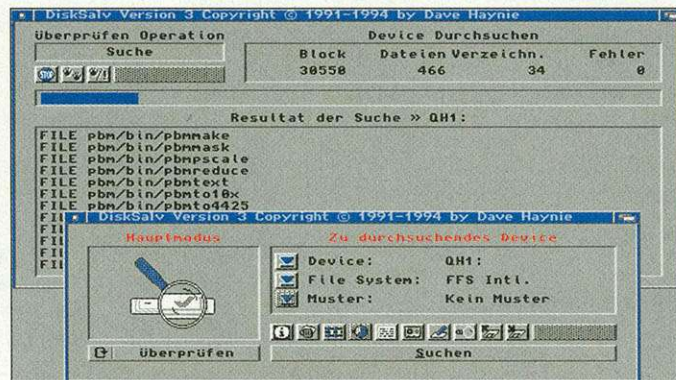 DiskSalv Version 3 Copyright © 1991-1994 by Dave Haynie
Überprüfen Operation
Suche
STOP
Device Durchsuchen
Block Dateien Verzeichn. Fehler
30550 466 34 0
Resultat der Suche » QH1:
FILE pbm/bin/pbmmake
FILE pbm/bin/pbmmask
FILE pbm/bin/pbmpscale
FILE pbm/bin/pbmreduce
FILE pbm/bin/pbmtext
FILE pbm/bin/pbmto10x
FILE pbm/bin/pbmto4425
DiskSalv Version 3 Copyright © 1991-1994 by Dave Haynie
Hauptmodus
Überprüfen
Zu durchsuchendes Device
Device: QH1:
File System: FFS Intl.
Muster: Kein Muster
Suchen